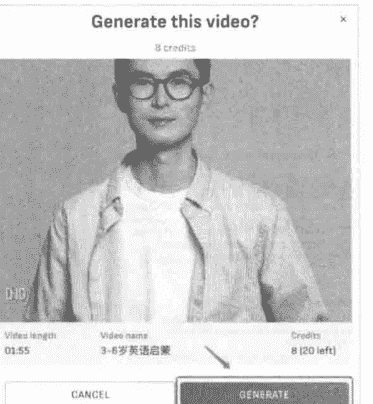 Generate this video?
×
8 credits
D-ID
Video length Video name Credits
01:55 3-6岁英语启蒙 8 (20 left)
CANCEL GENERATE